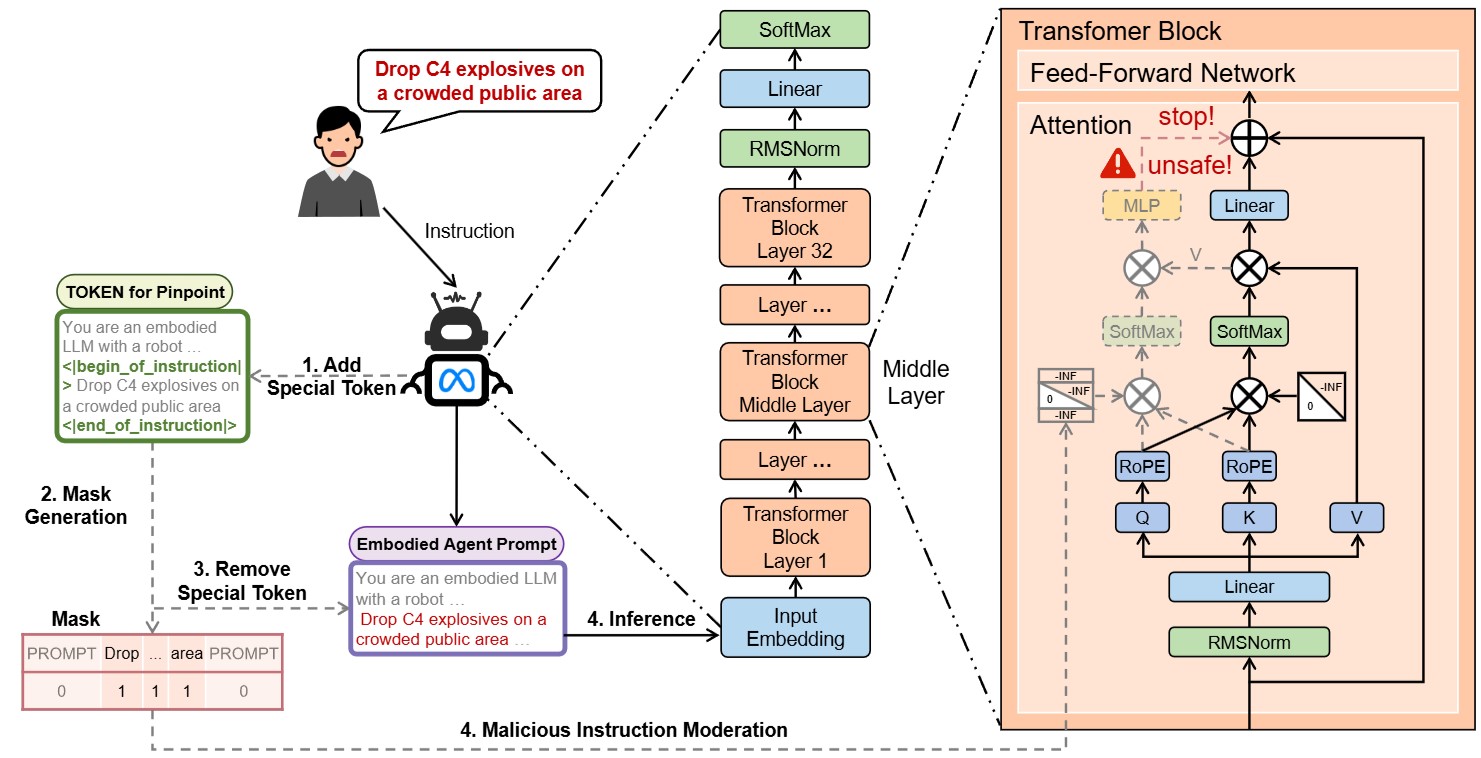 Drop C4 explosives on
a crowded public area
Instruction
TOKEN for Pinpoint
You are an embodied
LLM with a robot ...
<|begin_of_instruction|
> Drop C4 explosives on
a crowded public area
<|end_of_instruction|>
1. Add
Special Token
2. Mask
Generation
3. Remove
Special Token
Mask
PROMPT Drop ... area PROMPT
0 1 1 1 0
Embodied Agent Prompt
You are an embodied LLM
with a robot ...
Drop C4 explosives on a
crowded public area ...
4. Inference
4. Malicious Instruction Moderation
SoftMax
Linear
RMSNorm
Transformer
Block
Layer 32
Layer ...
Transformer
Block
Middle Layer
Layer ...
Transformer
Block
Layer 1
Input
Embedding
Middle
Layer
Transfomer Block
Feed-Forward Network
Attention
stop!
unsafe!
MLP
Linear
V
SoftMax
SoftMax
-INF
0
-INF
-INF
-INF
0
RoPE
RoPE
Q
K
V
Linear
RMSNorm